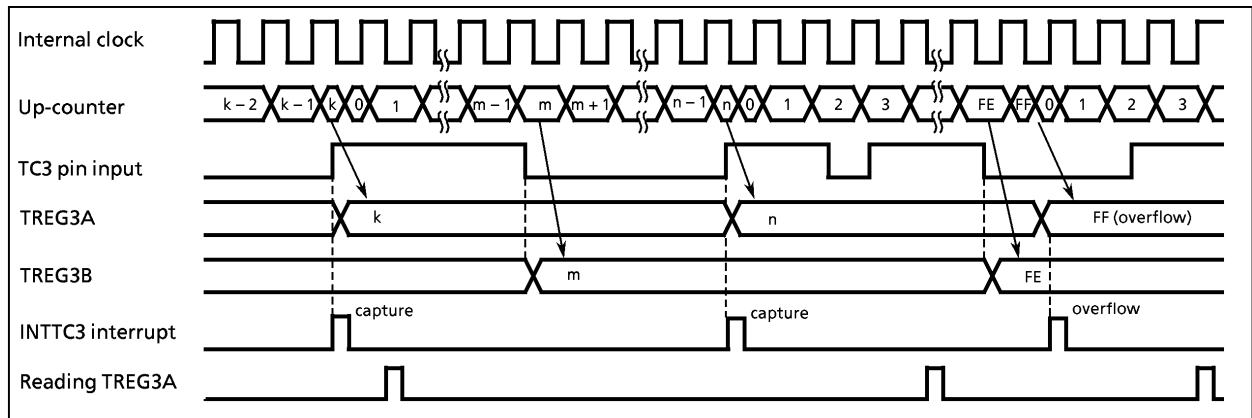 Internal clock
Up-counter
k – 2 k – 1 k 0 1 m – 1 m m + 1 n – 1 n 0 1 2 3 FE FF 0 1 2 3
TC3 pin input
TREG3A
k n FF (overflow)
TREG3B
m FE
INTTC3 interrupt
capture capture overflow
Reading TREG3A